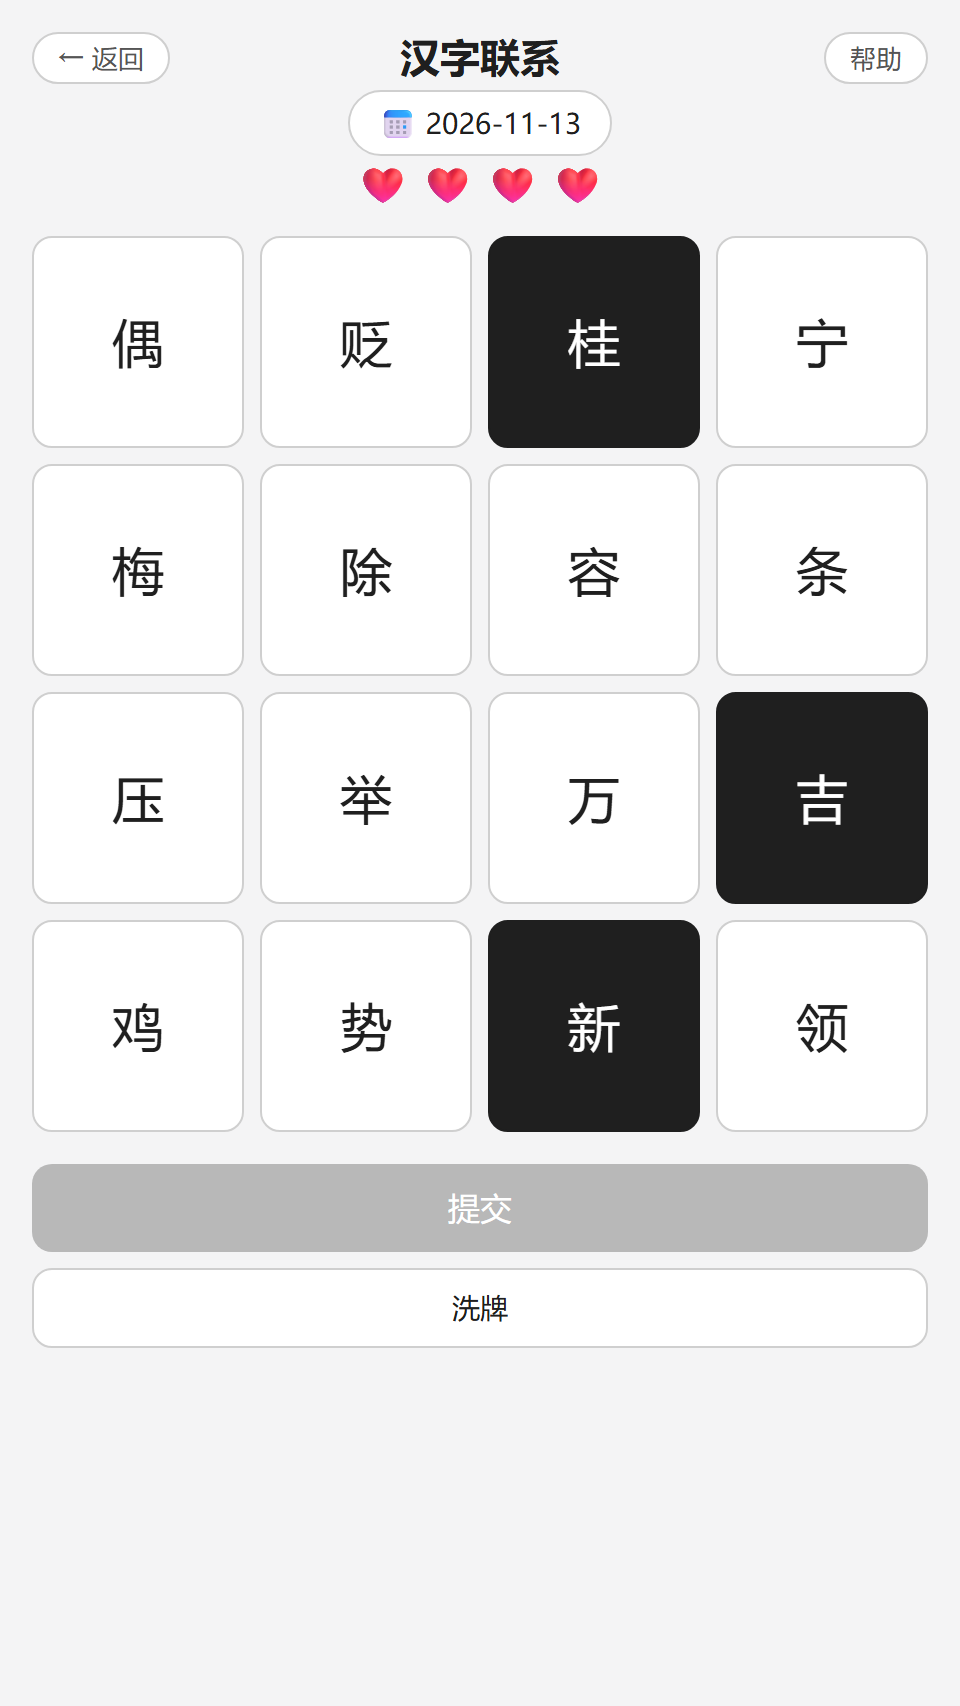 ← 返回
汉字联系
帮助
2026-11-13
偶 贬 桂 宁
梅 除 容 条
压 举 万 吉
鸡 势 新 领
提交
洗牌